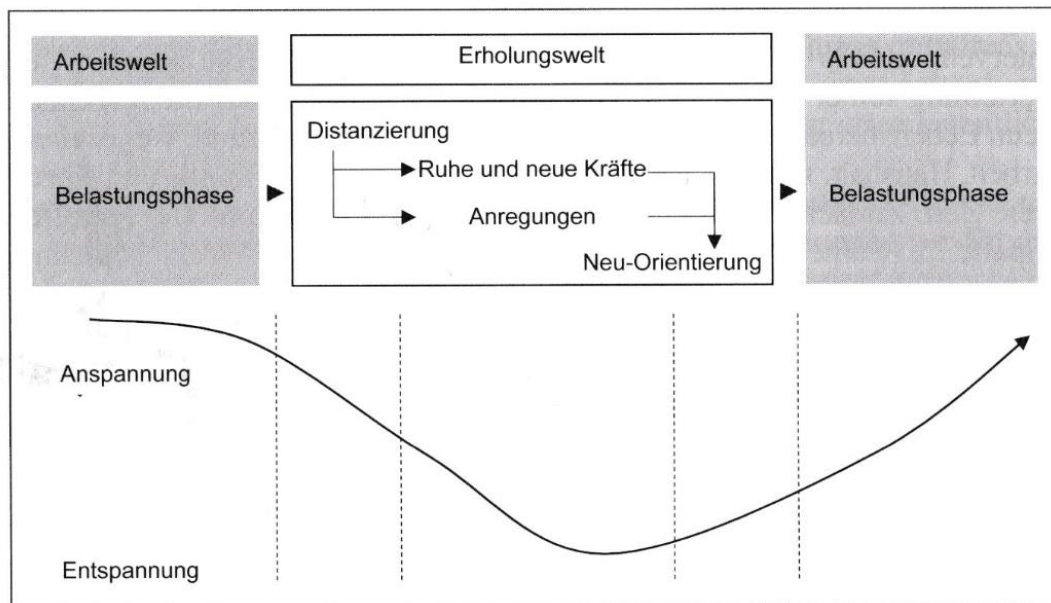 Arbeitswelt
Erholungswelt
Arbeitswelt
Belastungsphase
Distanzierung
Ruhe und neue Kräfte
Anregungen
Neu-Orientierung
Belastungsphase
Anspannung
Entspannung